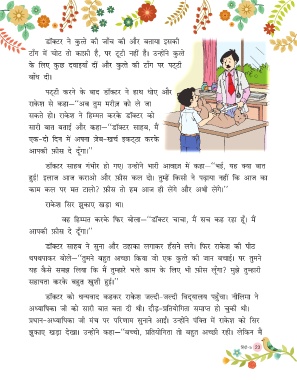 डॉक्टर ने कुत्ते की जाँच की और बताया इसकी
टाँग में चोट तो काफ़ी है, पर टूटी नहीं है। उन्होंने कुत्ते
के लिए कुछ दवाइयाँ दीं और कुत्ते की टाँग पर पट्टी
बाँध दी।
पट्टी करने के बाद डॉक्टर ने हाथ धोए और
राकेश से कहा—“अब तुम मरीज़ को ले जा
सकते हो। राकेश ने हिम्मत करके डॉक्टर को
सारी बात बताई और कहा—“डॉक्टर साहब, मैं
एक-दो दिन में अपना जेब-खर्च इकट्ठा करके
आपकी फ़ीस दे दूँगा।”
डॉक्टर साहब गंभीर हो गए। उन्होंने भारी आवाज़ में कहा—“भई, यह क्या बात
हुई! इलाज आज कराओ और फ़ीस कल दो। तुम्हें किसी ने पढ़ाया नहीं कि आज का
काम कल पर मत टालो? फ़ीस तो हम आज ही लेंगे और अभी लेंगे।”
राकेश सिर झुकाए खड़ा था।
वह हिम्मत करके फिर बोला—“डॉक्टर चाचा, मैं सच कह रहा हूँ। मैं
आपकी फ़ीस दे दूँगा।”
डॉक्टर साहब ने सुना और ठहाका लगाकर हँसने लगे। फिर राकेश की पीठ
थपथपाकर बोले—“तुमने बहुत अच्छा किया जो एक कुत्ते की जान बचाई। पर तुमने
यह कैसे समझ लिया कि मैं तुम्हारे भले काम के लिए भी फ़ीस लूँगा? मुझे तुम्हारी
सहायता करके बहुत खुशी हुई।”
डॉक्टर को धन्यवाद कहकर राकेश जल्दी-जल्दी विद्यालय पहुँचा। नीलिमा ने
अध्यापिका जी को सारी बात बता दी थी। दौड़-प्रतियोगिता समाप्त हो चुकी थी।
प्रधान-अध्यापिका जी मंच पर परिणाम सुनाने आईं। उन्होंने पंक्ति में राकेश को सिर
झुकाए खड़ा देखा। उन्होंने कहा—“बच्चो, प्रतियोगिता तो बहुत अच्छी रही। लेकिन मैं
23